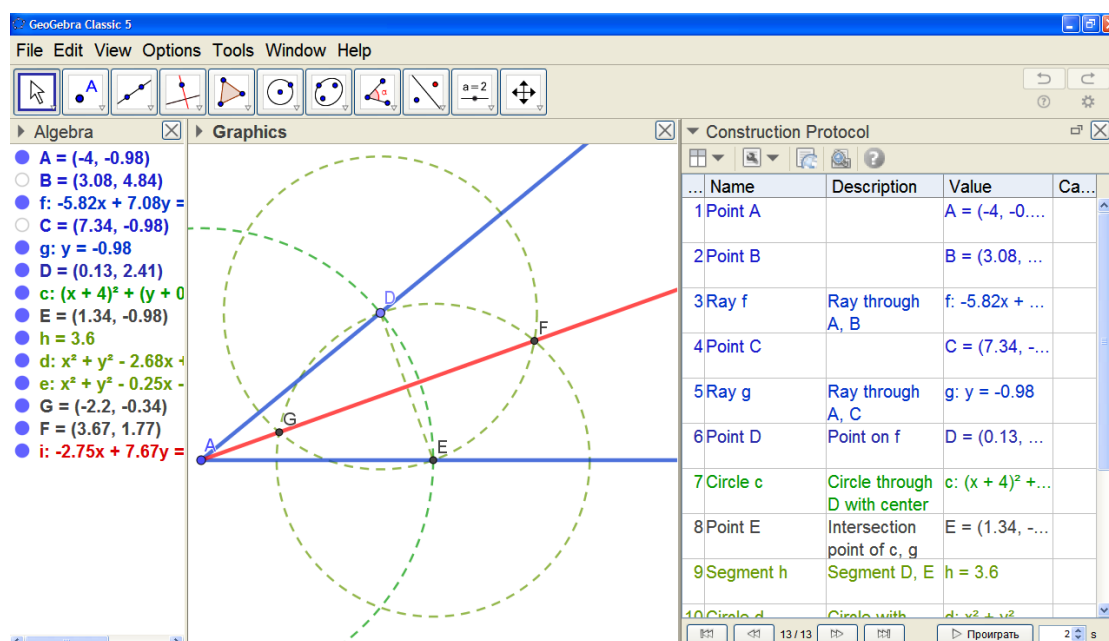 GeoGebra Classic 5
File Edit View Options Tools Window Help
A
α
a=2
Algebra
Graphics
Construction Protocol
A = (-4, -0.98)
B = (3.08, 4.84)
f: -5.82x + 7.08y =
C = (7.34, -0.98)
g: y = -0.98
D = (0.13, 2.41)
c: (x + 4)² + (y + 0
E = (1.34, -0.98)
h = 3.6
d: x² + y² - 2.68x +
e: x² + y² - 0.25x -
G = (-2.2, -0.34)
F = (3.67, 1.77)
i: -2.75x + 7.67y =
D
F
G
A
E
... Name Description Value Ca...
1 Point A A = (-4, -0....
2 Point B B = (3.08, ...
3 Ray f Ray through f: -5.82x + ...
A, B
4 Point C C = (7.34, -...
5 Ray g Ray through g: y = -0.98
A, C
6 Point D Point on f D = (0.13, ...
7 Circle c Circle through c: (x + 4)² +...
D with center
8 Point E Intersection E = (1.34, -...
point of c, g
9 Segment h Segment D, E h = 3.6
10 Circle d Circle with d: x² + y²
13 / 13 Проиграть 2 s